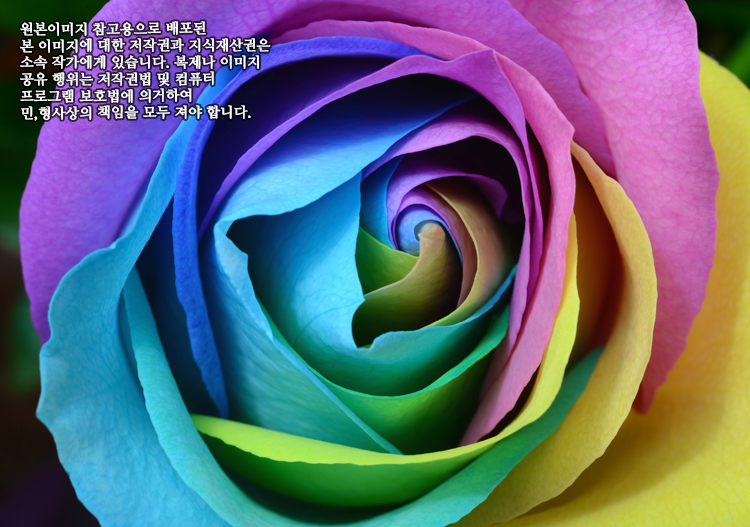 원본이미지 참고용으로 배포된
본 이미지에 대한 저작권과 지식재산권은
소속 작가에게 있습니다. 복제나 이미지
공유 행위는 저작권법 및 컴퓨터
프로그램 보호법에 의거하여
민,형사상의 책임을 모두 져야 합니다.